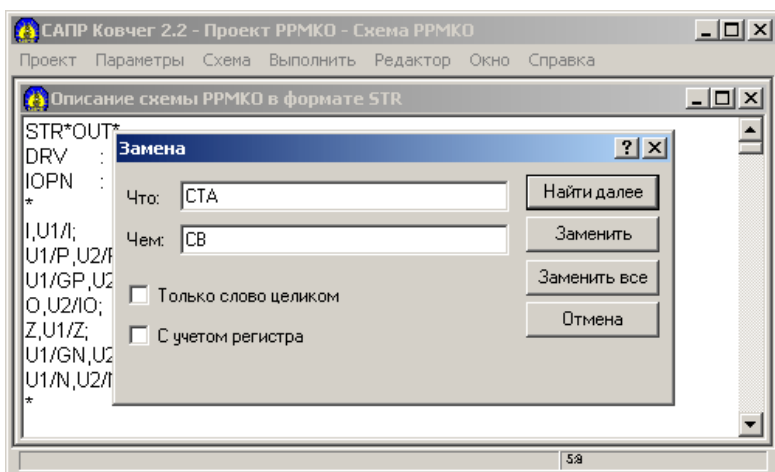 САПР Ковчег 2.2 - Проект РРМКО - Схема РРМКО
Проект Параметры Схема Выполнить Редактор Окно Справка
Описание схемы РРМКО в формате STR
STR*OUT*
DRV :
IOPN :
*
I,U1/I;
U1/P,U2/
U1/GP,U2
O,U2/IO;
Z,U1/Z;
U1/GN,U2
U1/N,U2/
*
Замена
Что: СТА
Чем: СВ
Только слово целиком
С учетом регистра
Найти далее
Заменить
Заменить все
Отмена
5:9